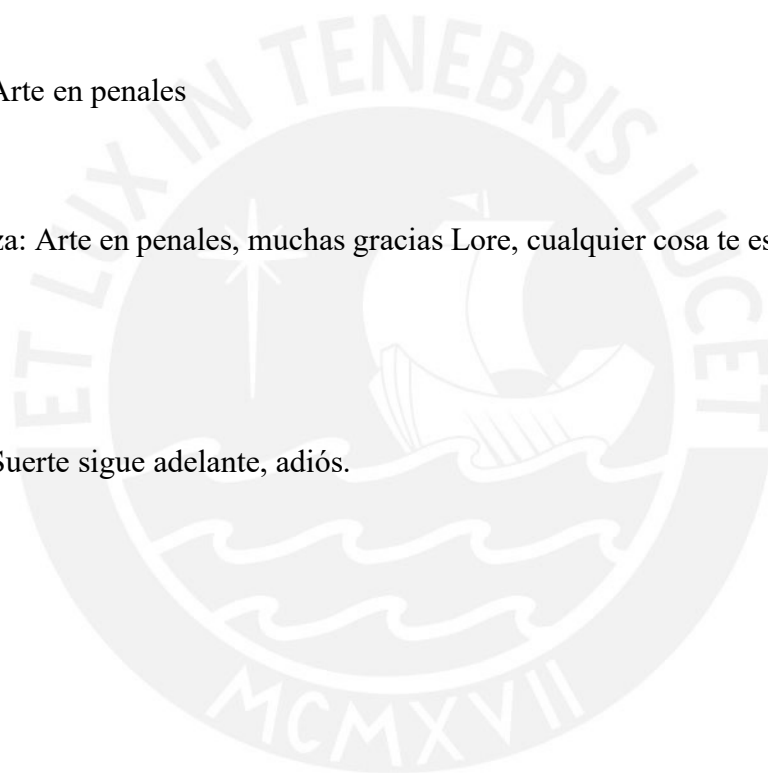 Arte en penales
za: Arte en penales, muchas gracias Lore, cualquier cosa te es
Suerte sigue adelante, adiós.
ET LUX IN TENEBRIS LUCET
MCMXVII